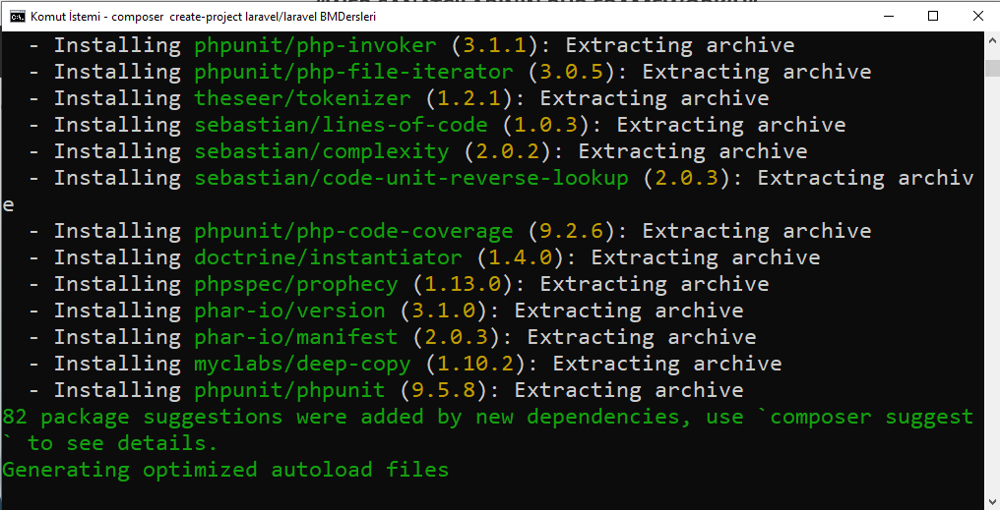 Komut İstemi - composer  create-project laravel/laravel BMDersleri
- Installing phpunit/php-invoker (3.1.1): Extracting archive
- Installing phpunit/php-file-iterator (3.0.5): Extracting archive
- Installing theseer/tokenizer (1.2.1): Extracting archive
- Installing sebastian/lines-of-code (1.0.3): Extracting archive
- Installing sebastian/complexity (2.0.2): Extracting archive
- Installing sebastian/code-unit-reverse-lookup (2.0.3): Extracting archiv
e
- Installing phpunit/php-code-coverage (9.2.6): Extracting archive
- Installing doctrine/instantiator (1.4.0): Extracting archive
- Installing phpspec/prophecy (1.13.0): Extracting archive
- Installing phar-io/version (3.1.0): Extracting archive
- Installing phar-io/manifest (2.0.3): Extracting archive
- Installing myclabs/deep-copy (1.10.2): Extracting archive
- Installing phpunit/phpunit (9.5.8): Extracting archive
82 package suggestions were added by new dependencies, use `composer suggest
` to see details.
Generating optimized autoload files